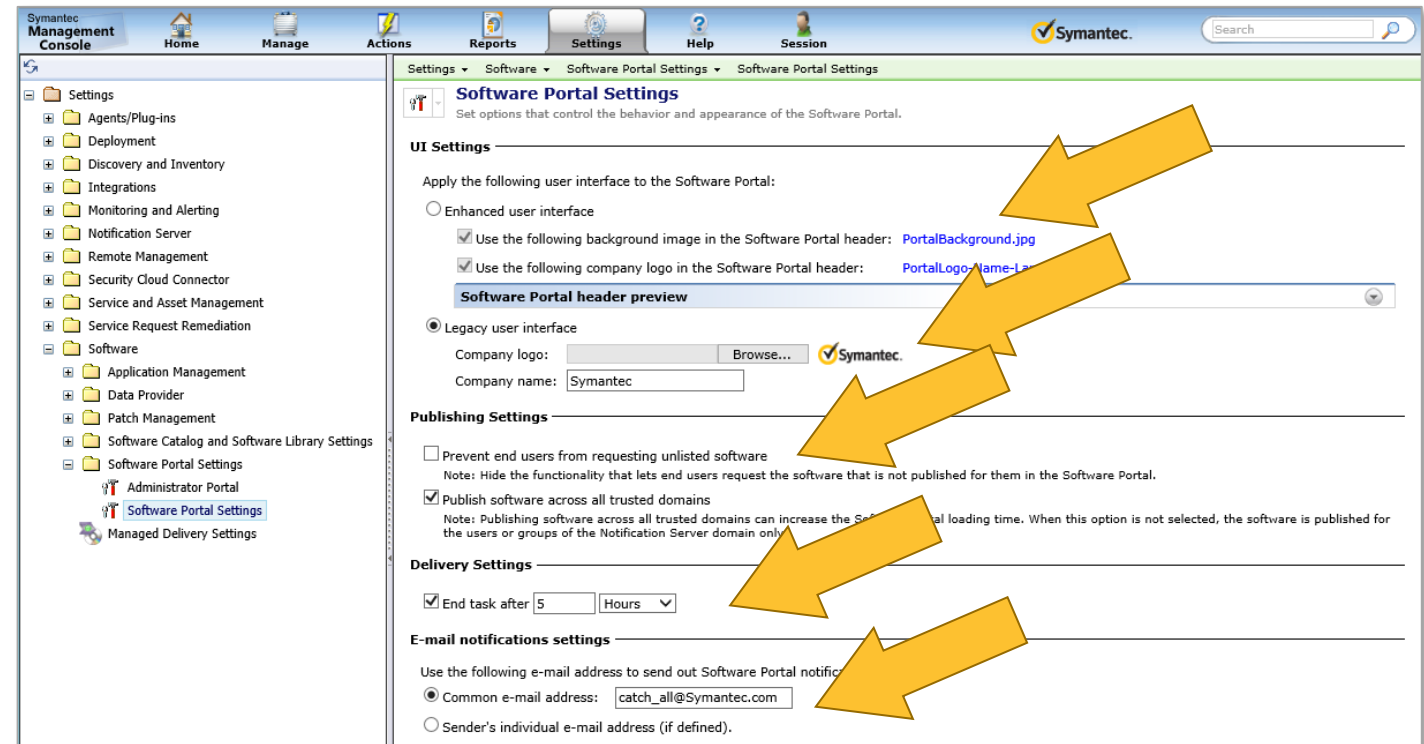 Symantec
Management
Console
Home
Manage
Actions
Reports
Settings
Help
Session
Symantec.
Search
Settings
Agents/Plug-ins
Deployment
Discovery and Inventory
Integrations
Monitoring and Alerting
Notification Server
Remote Management
Security Cloud Connector
Service and Asset Management
Service Request Remediation
Software
Application Management
Data Provider
Patch Management
Software Catalog and Software Library Settings
Software Portal Settings
Administrator Portal
Software Portal Settings
Managed Delivery Settings
Settings Software Software Portal Settings Software Portal Settings
Software Portal Settings
Set options that control the behavior and appearance of the Software Portal.
UI Settings
Apply the following user interface to the Software Portal:
Enhanced user interface
Use the following background image in the Software Portal header: PortalBackground.jpg
Use the following company logo in the Software Portal header:
Software Portal header preview
Legacy user interface
Company logo: Browse... Symantec.
Company name: Symantec
Publishing Settings
Prevent end users from requesting unlisted software
Note: Hide the functionality that lets end users request the software that is not published for them in the Software Portal.
Publish software across all trusted domains
Note: Publishing software across all trusted domains can increase the loading time. When this option is not selected, the software is published for
the users or groups of the Notification Server domain only
Delivery Settings
End task after 5 Hours
E-mail notifications settings
Use the following e-mail address to send out Software Portal
Common e-mail address: catch_all@Symantec.com
Sender's individual e-mail address (if defined).